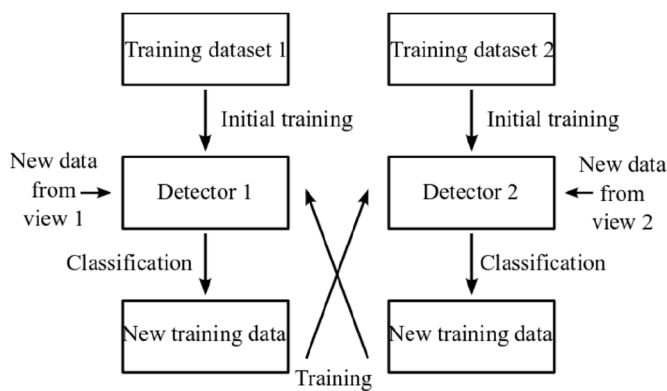 Training dataset 1
Training dataset 2
Initial training
Initial training
New data
from
view 1
Detector 1
Detector 2
New data
from
view 2
Classification
Classification
New training data
New training data
Training